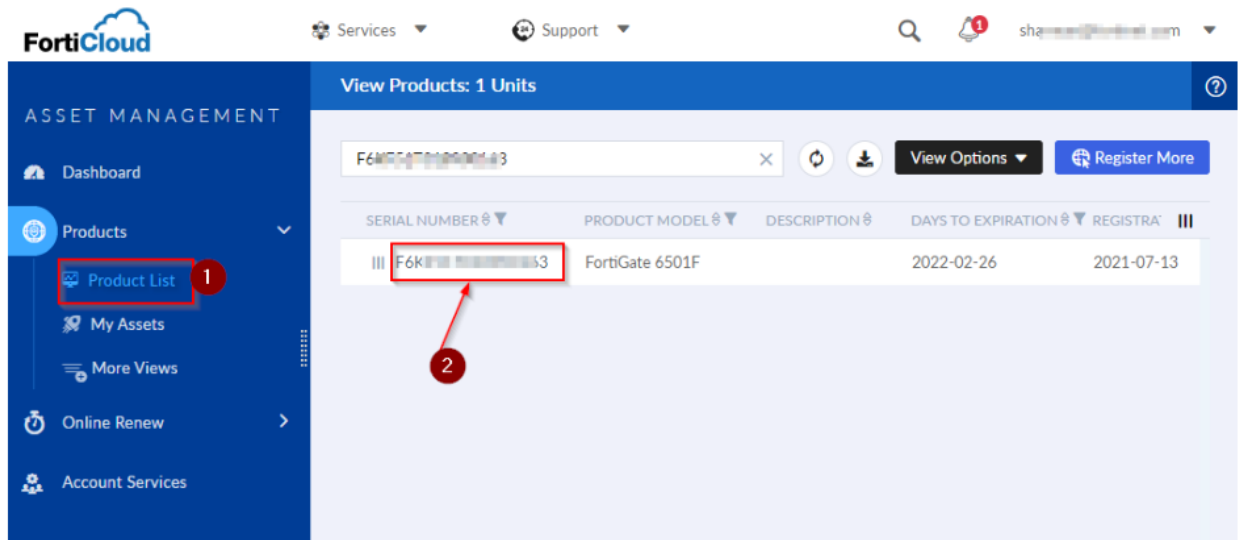 FortiCloud
Services
Support
1
View Products: 1 Units
ASSET MANAGEMENT
Dashboard
Products
Product List
1
My Assets
More Views
Online Renew
Account Services
View Options
Register More
SERIAL NUMBER PRODUCT MODEL DESCRIPTION DAYS TO EXPIRATION REGISTRA
FortiGate 6501F 2022-02-26 2021-07-13
2